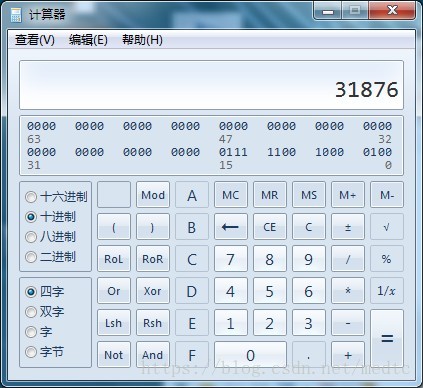 计算器
查看(V) 编辑(E) 帮助(H)
31876
0000 0000 0000 0000 0000 0000 0000 0000
63 47 32
0000 0000 0000 0000 0111 1100 1000 0100
31 15 0
十六进制 Mod A MC MR MS M+ M-
十进制 ( ) B ← CE C ± √
八进制
二进制 RoL RoR C 7 8 9 / %
四字 Or Xor D 4 5 6 * 1/x
双字
字 Lsh Rsh E 1 2 3 - =
字节 Not And F 0 . +
https://blog.csdn.net/medtc